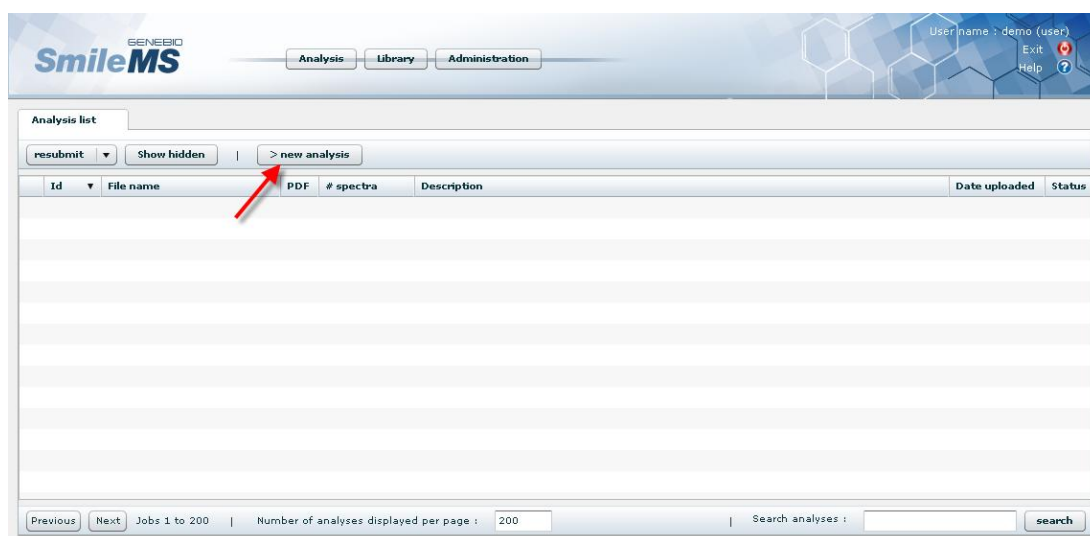 GENEBIO
SmileMS
Analysis Library Administration
User name : demo (user)
Exit
Help ?
Analysis list
resubmit ▼ Show hidden | > new analysis
Id ▼ File name PDF # spectra Description Date uploaded Status
Previous Next Jobs 1 to 200 | Number of analyses displayed per page : 200 | Search analyses : search